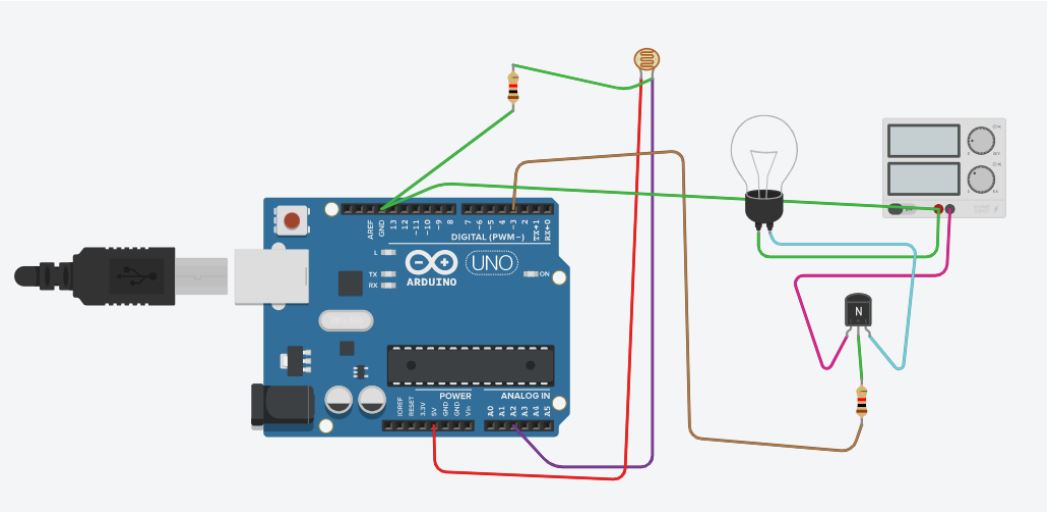 AREF
GND
13
12
~11
~10
~9
8
7
~6
~5
4
~3
2
TX→1
RX←0
DIGITAL (PWM~)
L
TX
RX
UNO
ARDUINO
ON
N
POWER
ANALOG IN
IOREF
RESET
3.3V
5V
GND
GND
Vin
A0
A1
A2
A3
A4
A5